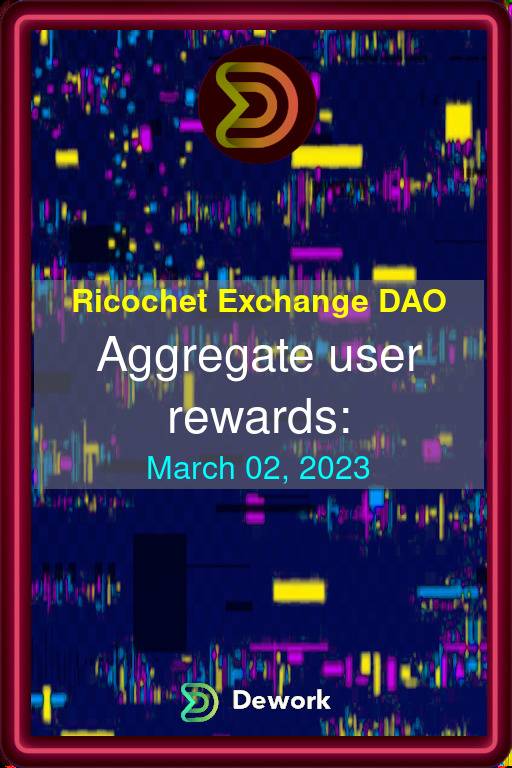 Ricochet Exchange DAO
Aggregate user
rewards:
March 02, 2023
Dework